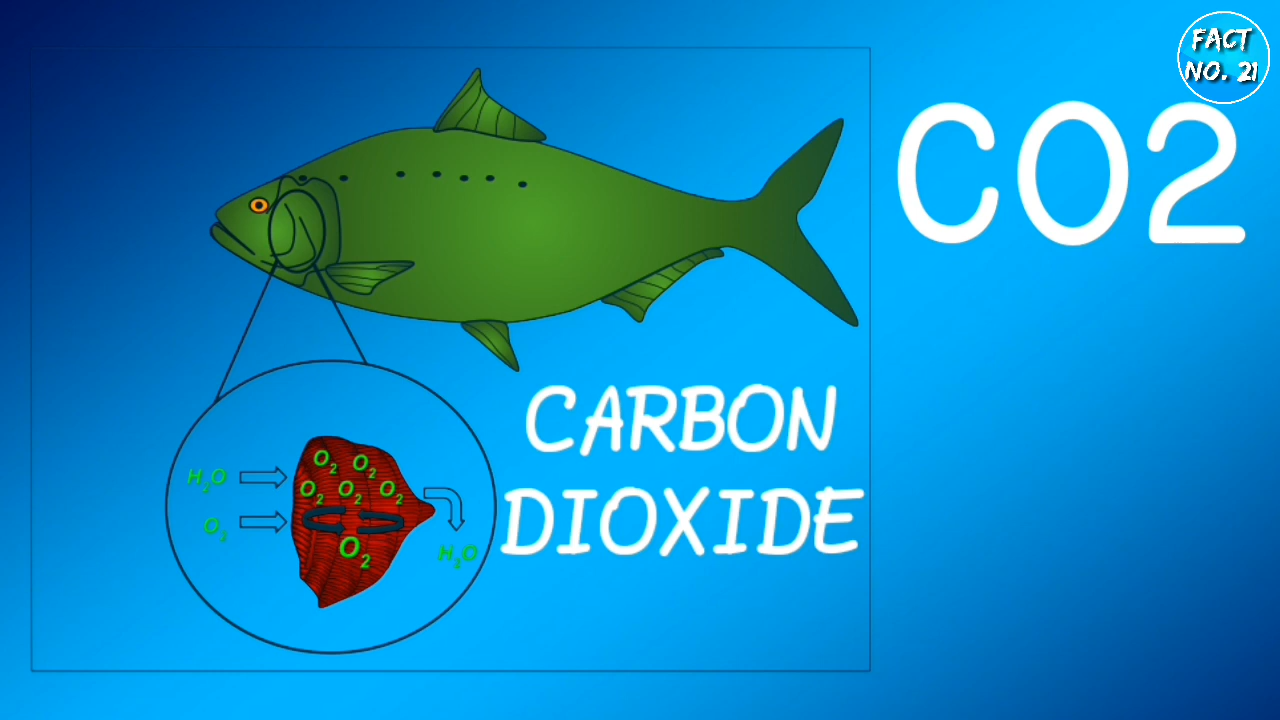 FACT
NO. 21
CO2
CARBON
DIOXIDE
O₂ O₂
O₂ O₂ O₂
H₂O
O₂
O₂
H₂O